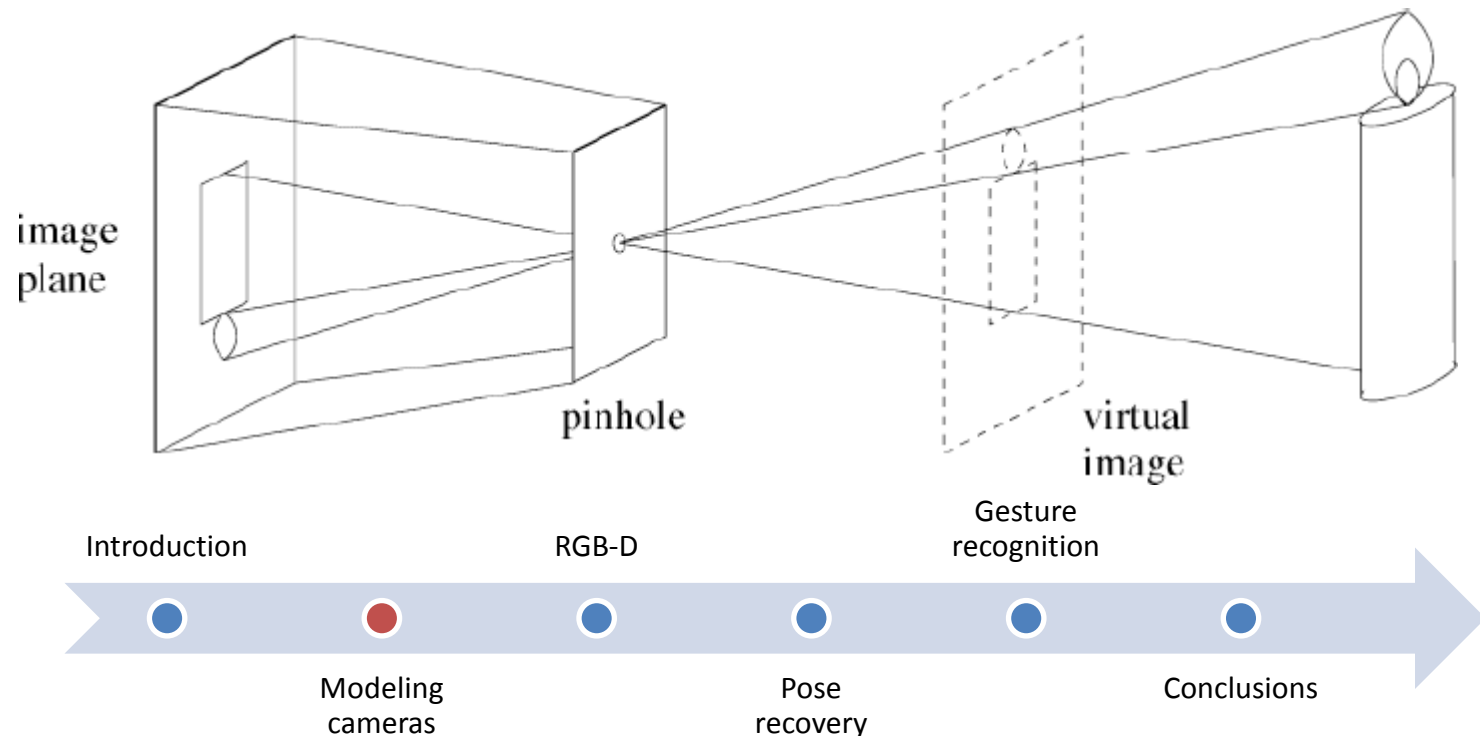 image
plane
pinhole
virtual
image
Introduction
RGB-D
Gesture
recognition
Modeling
cameras
Pose
recovery
Conclusions